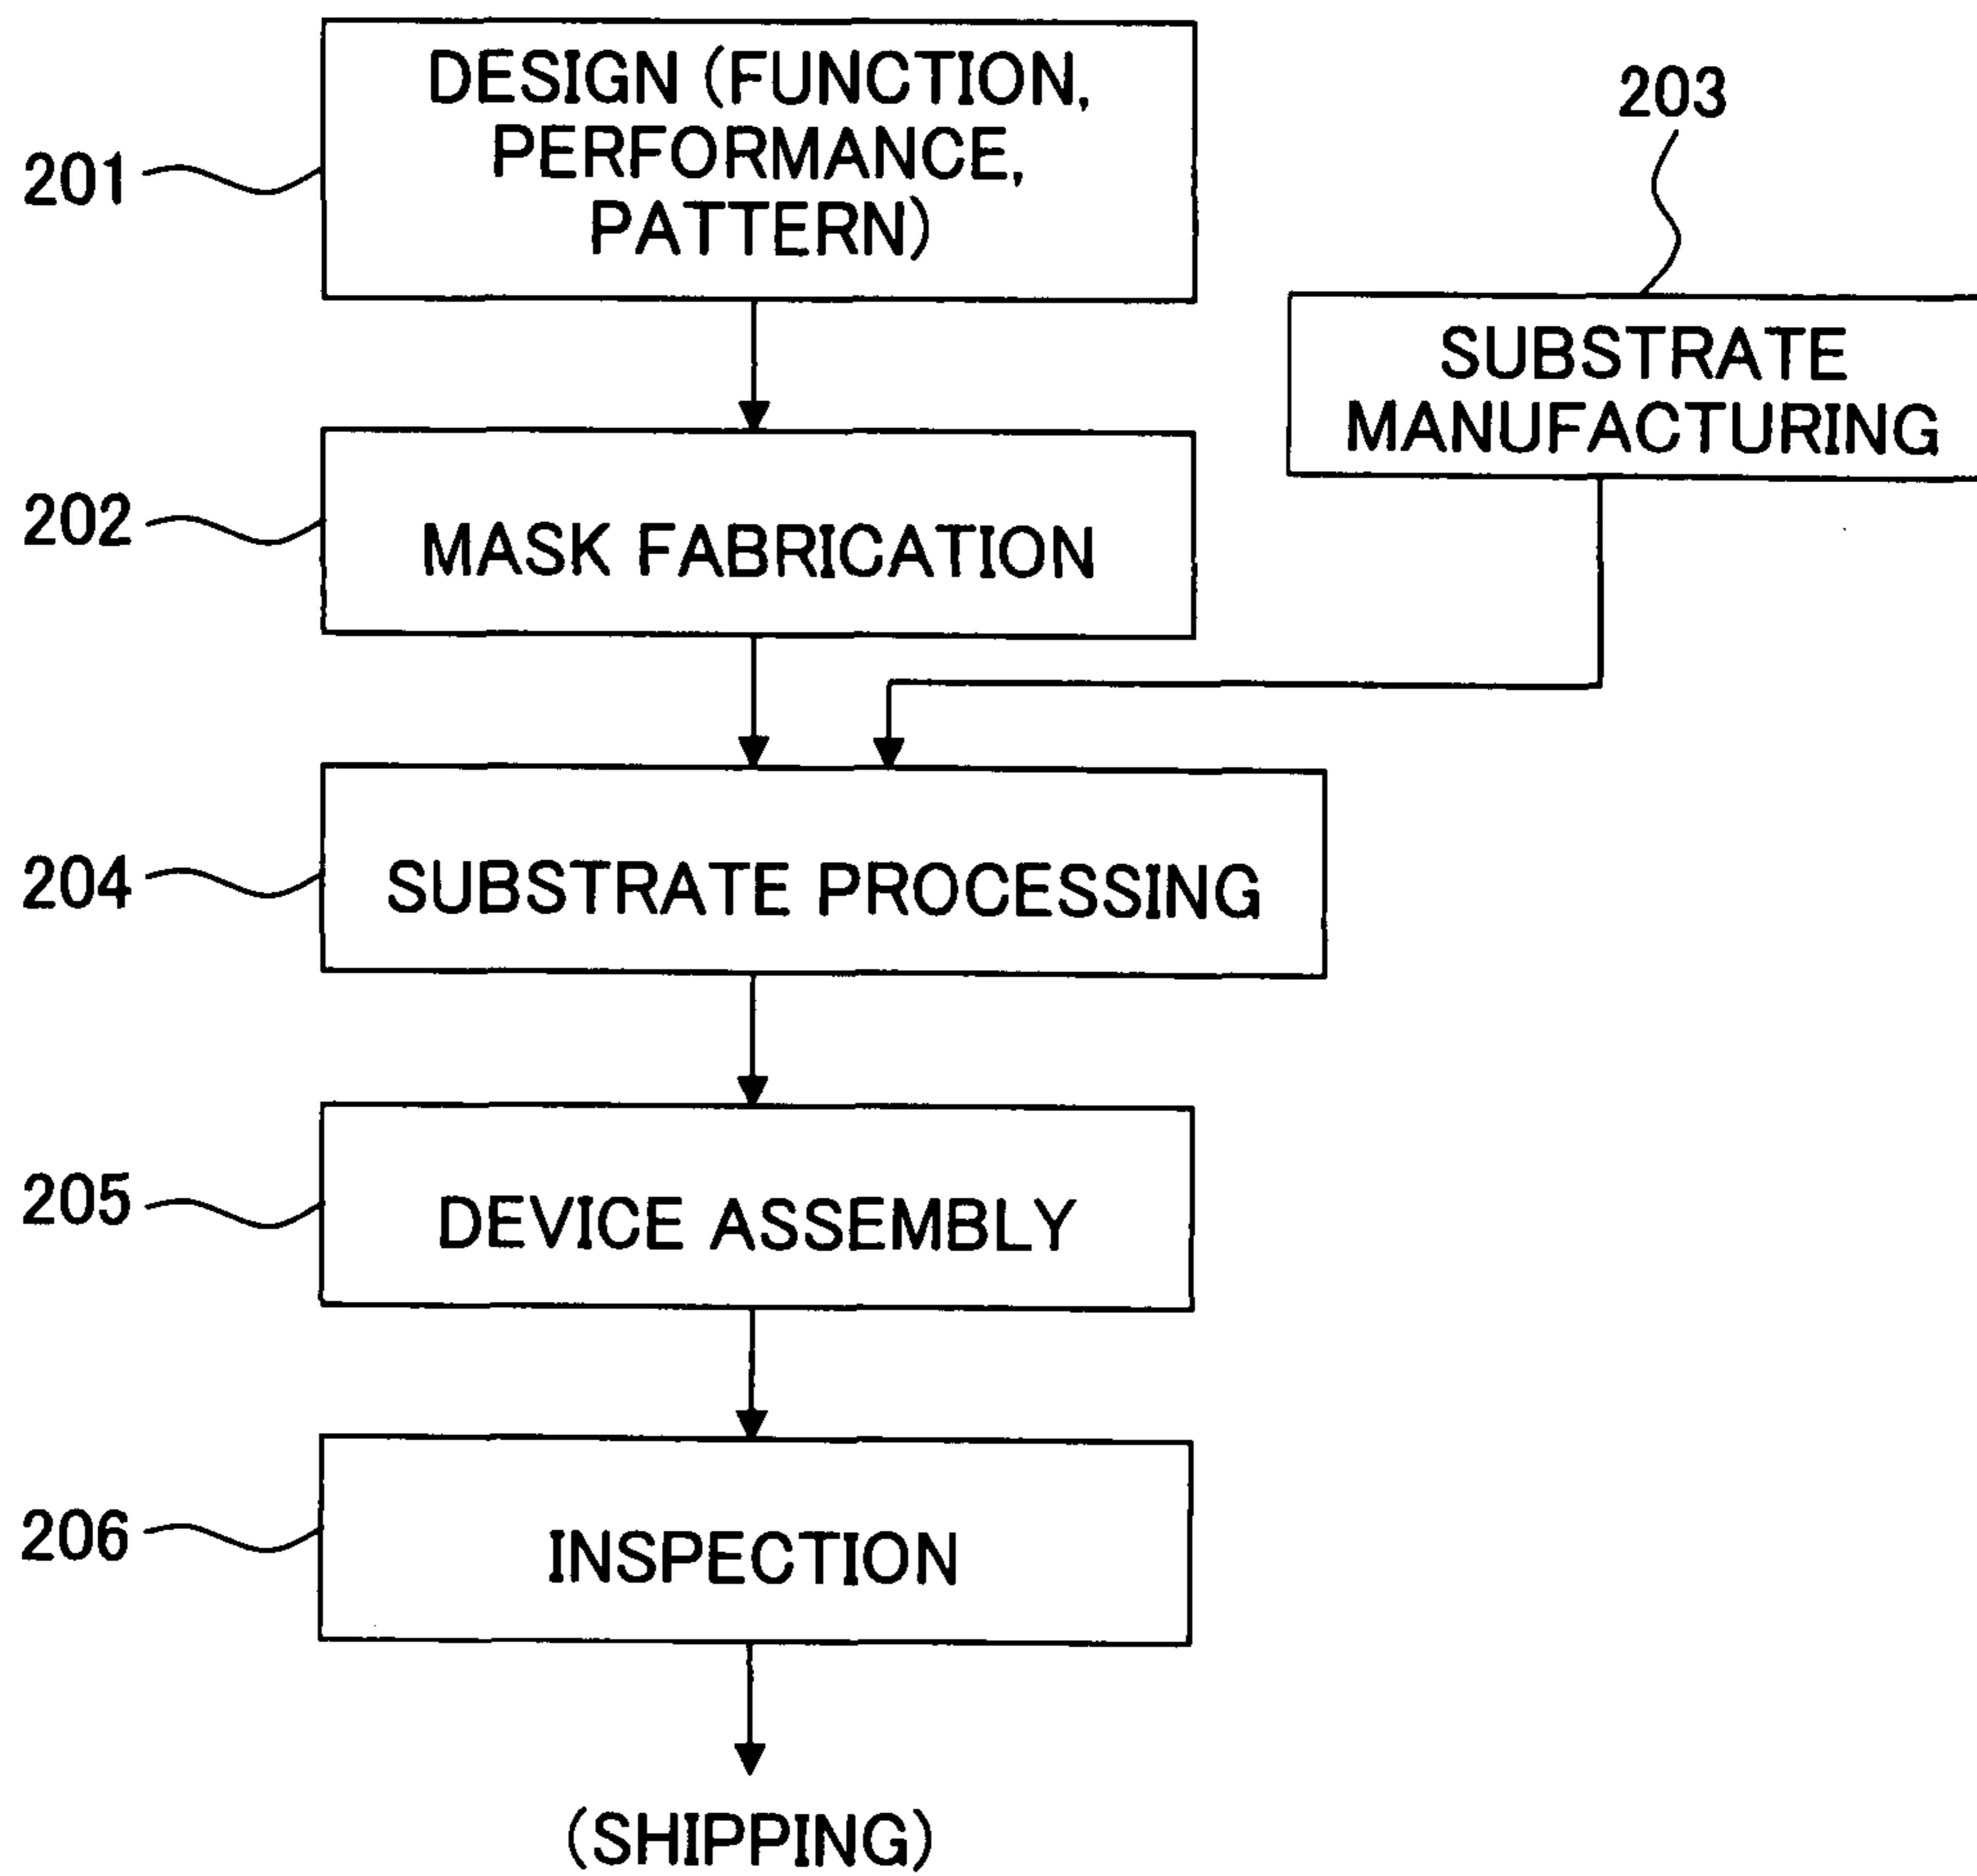 201
DESIGN (FUNCTION,
PERFORMANCE,
PATTERN)
203
SUBSTRATE
MANUFACTURING
202
MASK FABRICATION
204
SUBSTRATE PROCESSING
205
DEVICE ASSEMBLY
206
INSPECTION
(SHIPPING)